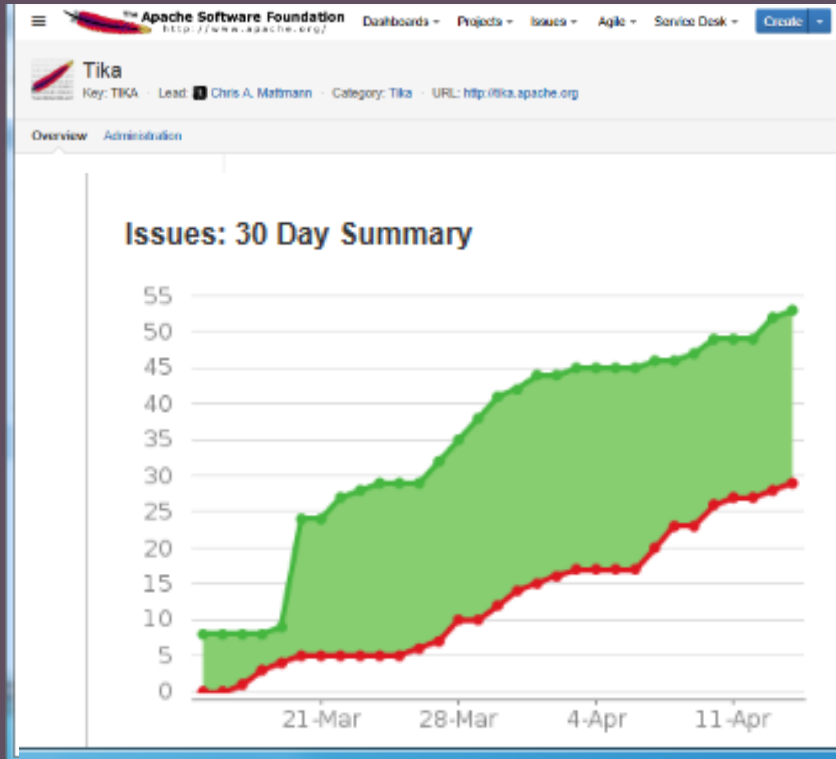 ™ Apache Software Foundation
http://www.apache.org/
Dashboards Projects Issues Agile Service Desk Create
Tika
Key: TIKA · Lead: Chris A. Mattmann · Category: Tika · URL: http://tika.apache.org
Overview Administration
Issues: 30 Day Summary
55
50
45
40
35
30
25
20
15
10
5
0
21-Mar 28-Mar 4-Apr 11-Apr